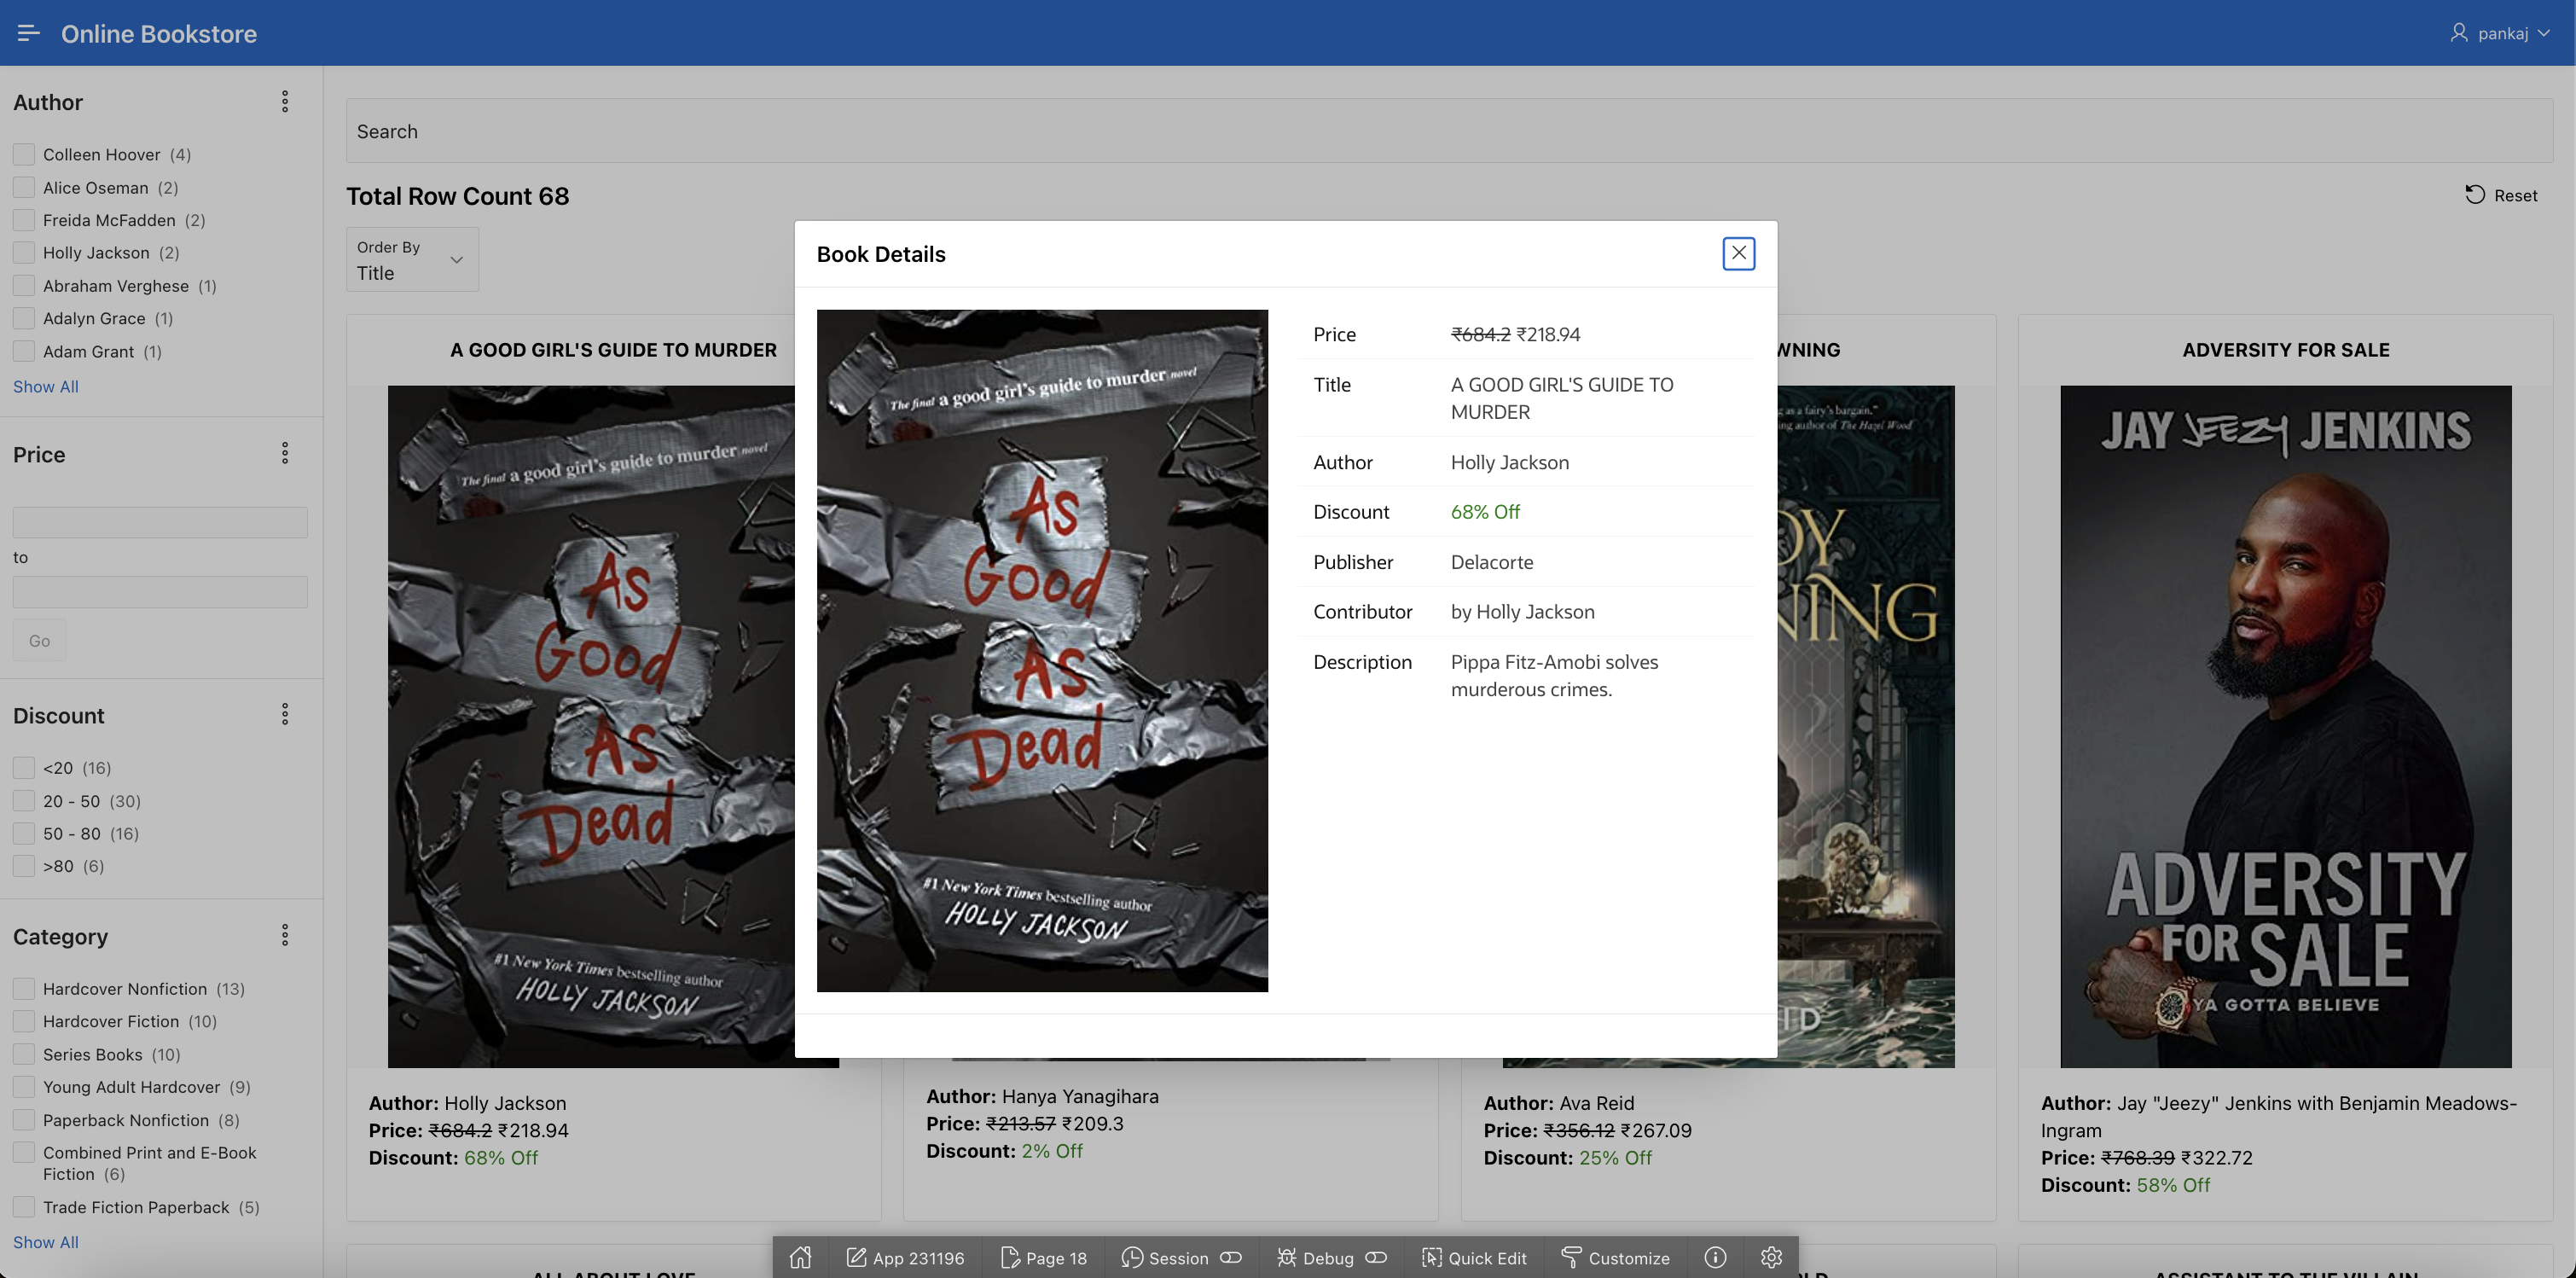 Online Bookstore
pankaj
Author
Colleen Hoover (4)
Alice Oseman (2)
Freida McFadden (2)
Holly Jackson (2)
Abraham Verghese (1)
Adalyn Grace (1)
Adam Grant (1)
Show All
Price
to
Go
Discount
<20 (16)
20 - 50 (30)
50 - 80 (16)
>80 (6)
Category
Hardcover Nonfiction (13)
Hardcover Fiction (10)
Series Books (10)
Young Adult Hardcover (9)
Paperback Nonfiction (8)
Combined Print and E-Book
Fiction (6)
Trade Fiction Paperback (5)
Show All
Search
Total Row Count 68
Reset
Order By
Title
A GOOD GIRL'S GUIDE TO MURDER
The final a good girl's guide to murder novel
As
Good
As
Dead
#1 New York Times bestselling author
HOLLY JACKSON
Author: Holly Jackson
Price: ₹684.2 ₹218.94
Discount: 68% Off
Book Details
The final a good girl's guide to murder novel
As
Good
As
Dead
#1 New York Times bestselling author
HOLLY JACKSON
Price ₹684.2 ₹218.94
Title A GOOD GIRL'S GUIDE TO
MURDER
Author Holly Jackson
Discount 68% Off
Publisher Delacorte
Contributor by Holly Jackson
Description Pippa Fitz-Amobi solves
murderous crimes.
Author: Hanya Yanagihara
Price: ₹213.57 ₹209.3
Discount: 2% Off
as a fairy's bargain."
author of The Hazel Wood
Author: Ava Reid
Price: ₹356.12 ₹267.09
Discount: 25% Off
ADVERSITY FOR SALE
JAY JEEZY JENKINS
ADVERSITY
FOR SALE
YA GOTTA BELIEVE
Author: Jay "Jeezy" Jenkins with Benjamin Meadows-
Ingram
Price: ₹768.39 ₹322.72
Discount: 58% Off
ALL ABOUT LOVE
ASSISTANT TO THE VILLAIN
App 231196
Page 18
Session
Debug
Quick Edit
Customize